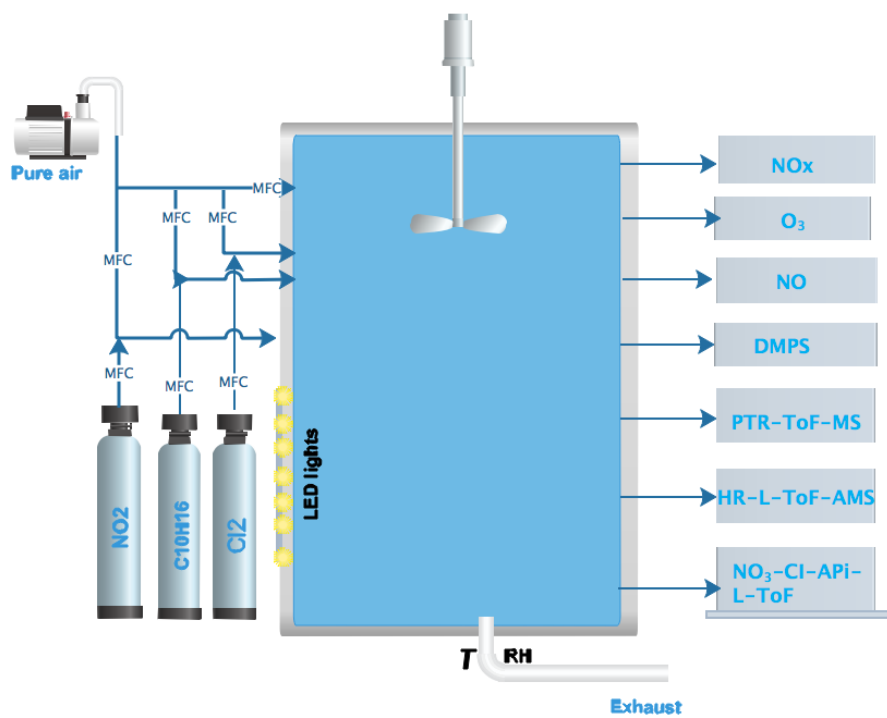 Pure air
MFC
MFC
MFC
MFC
MFC
MFC
MFC
NO2
C10H16
Cl2
LED lights
NOx
O₃
NO
DMPS
PTR–ToF–MS
HR–L–ToF–AMS
NO₃–CI–APi–
L–ToF
T
RH
Exhaust